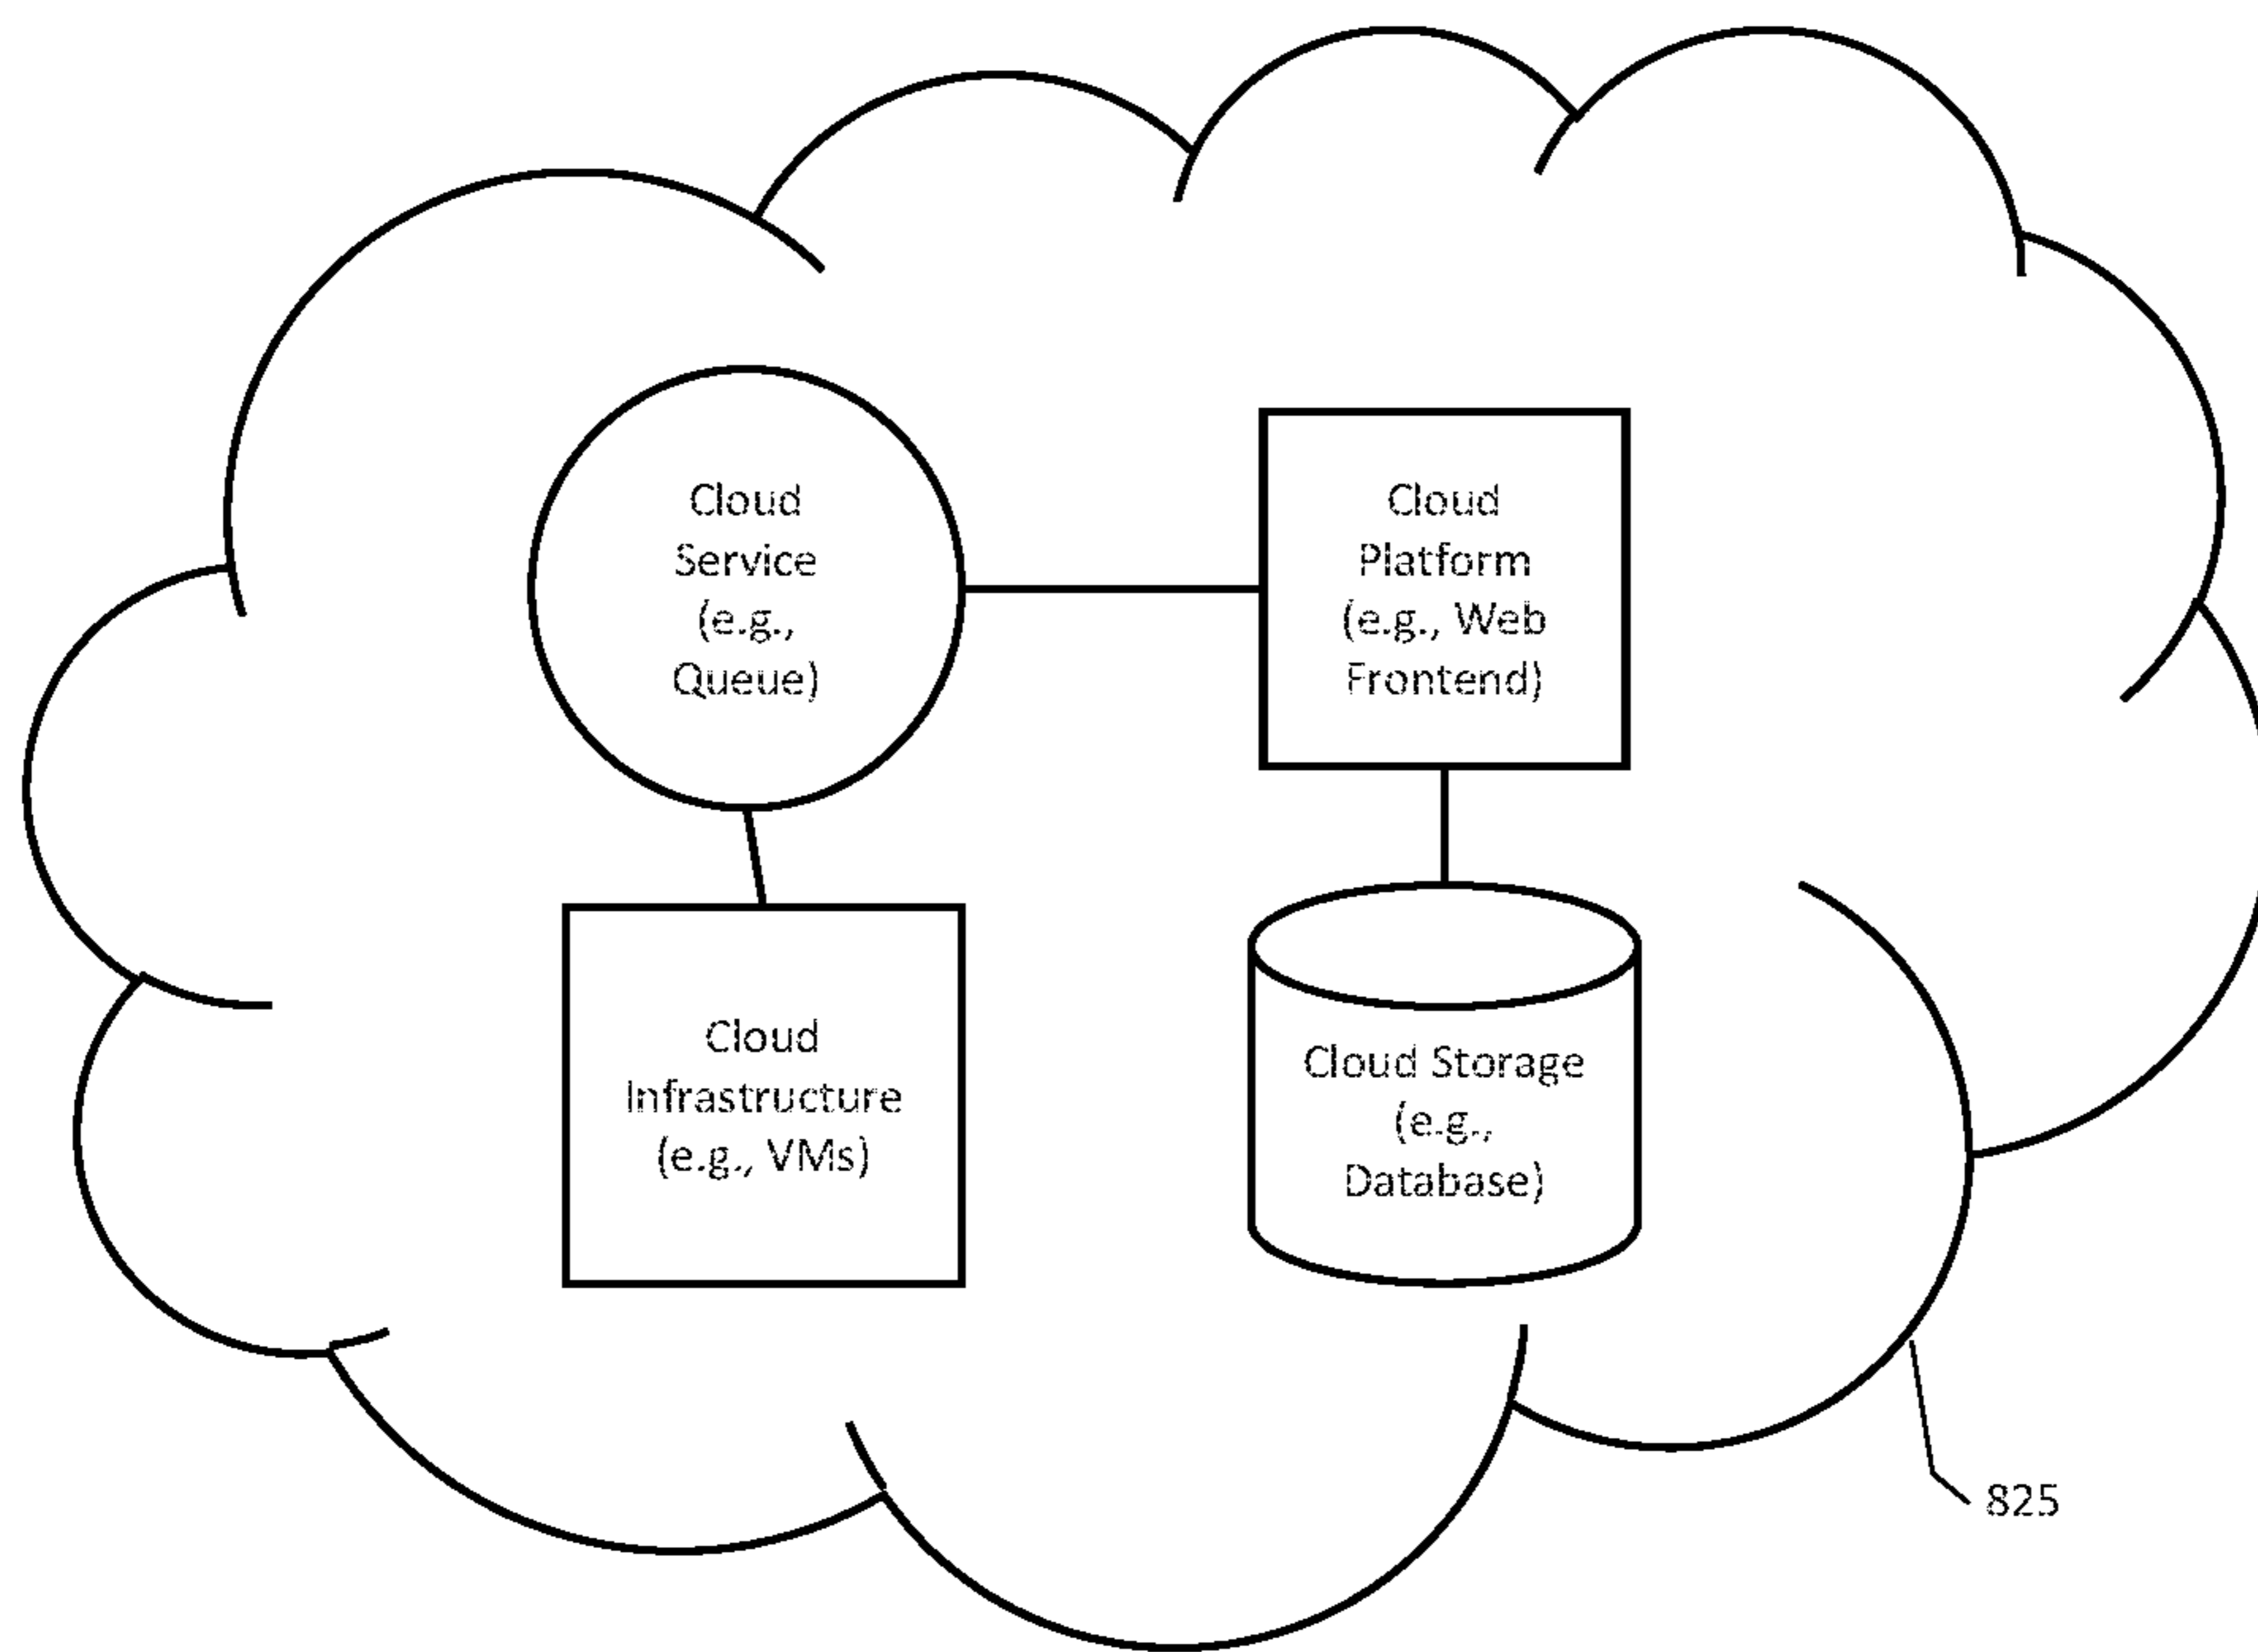 Cloud
Service
(e.g.,
Queue)
Cloud
Platform
(e.g., Web
Frontend)
Cloud
Infrastructure
(e.g., VMs)
Cloud Storage
(e.g.,
Database)
825